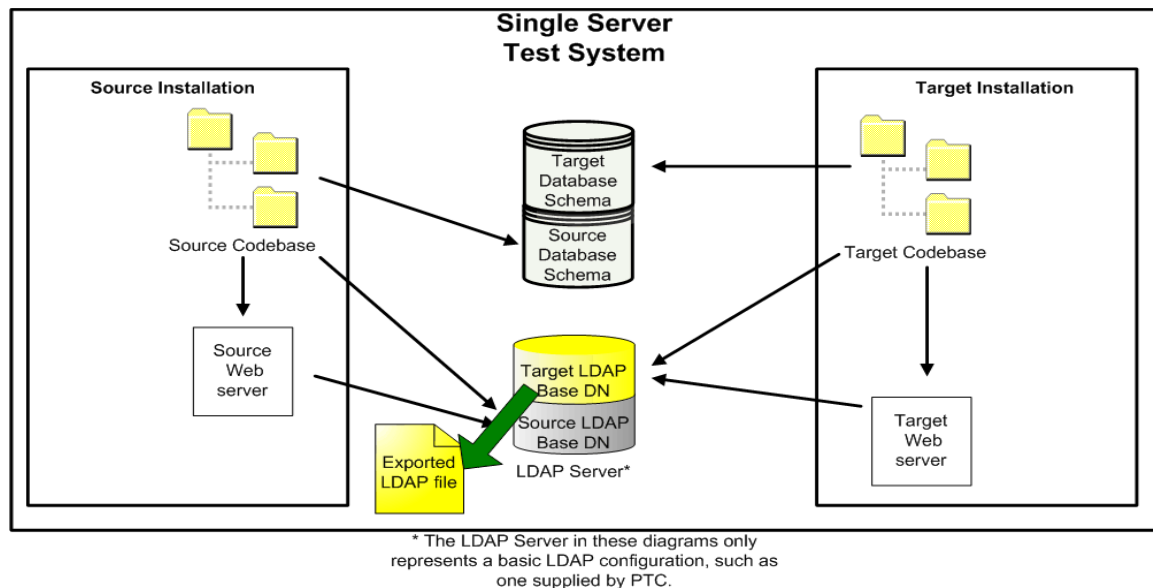 Single Server
Test System
Source Installation
Source Codebase
Source
Web
server
Target
Database
Schema
Source
Database
Schema
Target LDAP
Base DN
Source LDAP
Base DN
LDAP Server*
Exported
LDAP file
Target Installation
Target Codebase
Target
Web
server
* The LDAP Server in these diagrams only
represents a basic LDAP configuration, such as
one supplied by PTC.